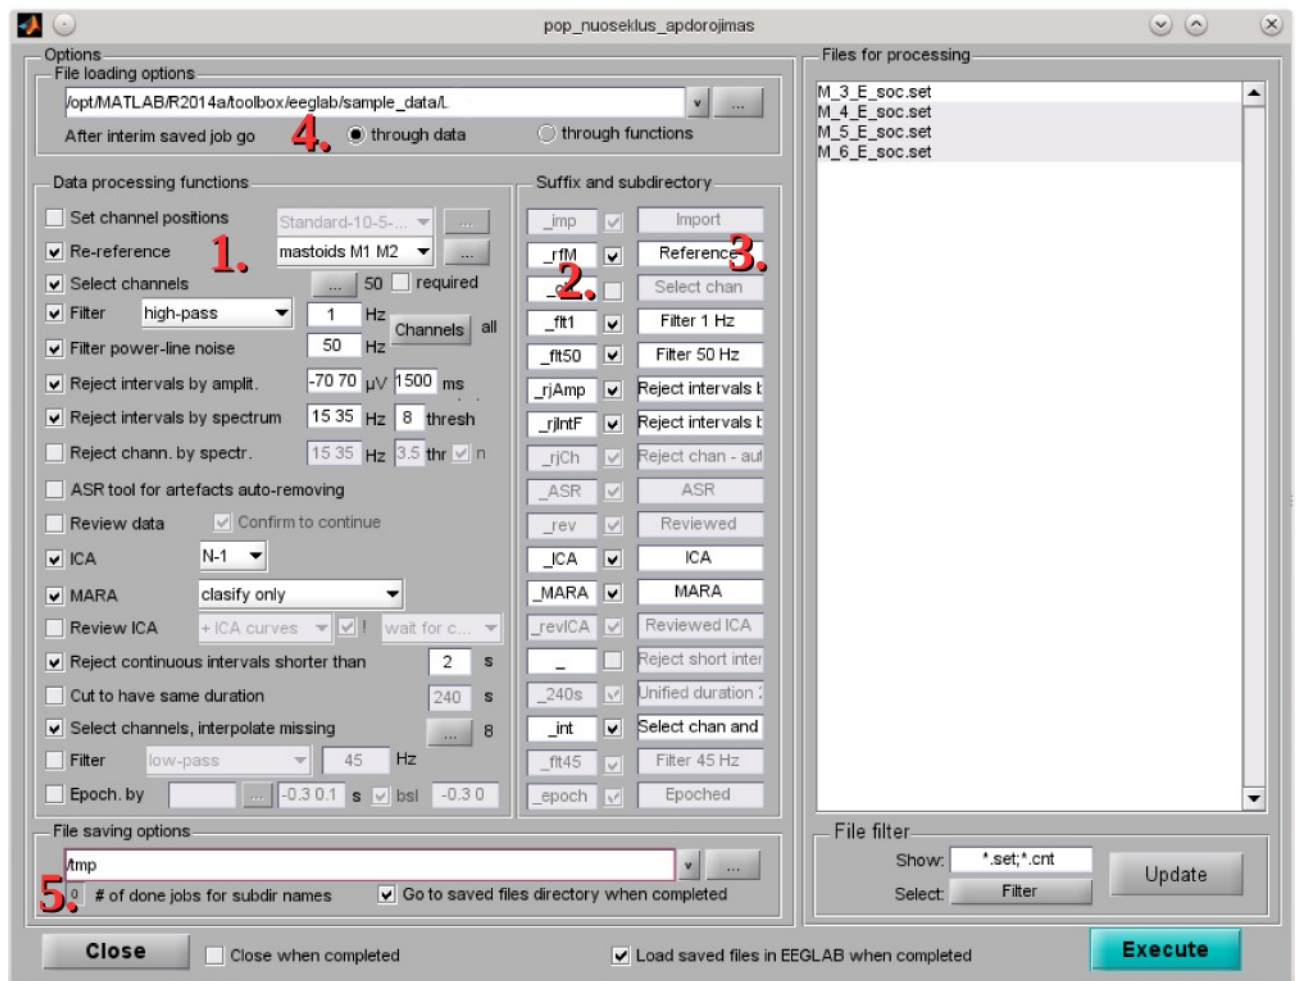 pop_nuoseklus_apdorojimas
Options
File loading options
/opt/MATLAB/R2014a/toolbox/eeglab/sample_data/L
v ...
After interim saved job go 4. through data through functions
Data processing functions
Set channel positions Standard-10-5-... ...
Re-reference 1. mastoids M1 M2 ...
Select channels ... 50 required
Filter high-pass 1 Hz Channels all
Filter power-line noise 50 Hz
Reject intervals by amplit. -70 70 μV 1500 ms
Reject intervals by spectrum 15 35 Hz 8 thresh
Reject chann. by spectr. 15 35 Hz 3.5 thr n
ASR tool for artefacts auto-removing
Review data Confirm to continue
ICA N-1
MARA clasify only
Review ICA + ICA curves ! wait for c...
Reject continuous intervals shorter than 2 s
Cut to have same duration 240 s
Select channels, interpolate missing ... 8
Filter low-pass 45 Hz
Epoch. by ... -0.3 0.1 s bsl -0.3 0
Suffix and subdirectory
_imp Import
_rfM Reference 3.
2. Select chan
_flt1 Filter 1 Hz
_flt50 Filter 50 Hz
_rjAmp Reject intervals b
_rjIntF Reject intervals b
_rjCh Reject chan - aut
_ASR ASR
_rev Reviewed
_ICA ICA
_MARA MARA
_revICA Reviewed ICA
_ Reject short inter
_240s Unified duration 2
_int Select chan and
_flt45 Filter 45 Hz
_epoch Epoched
File saving options
/tmp
v ...
5. 0 # of done jobs for subdir names Go to saved files directory when completed
Files for processing
M_3_E_soc.set
M_4_E_soc.set
M_5_E_soc.set
M_6_E_soc.set
File filter
Show: *.set;*.cnt
Select: Filter
Update
Close Close when completed Load saved files in EEGLAB when completed Execute